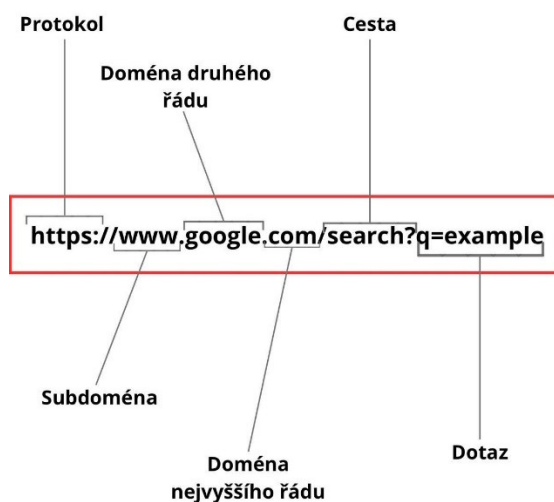 Protokol
Cesta
Doména druhého
řádu
https://www.google.com/search?q=example
Subdoména
Doména
nejvyššího řádu
Dotaz